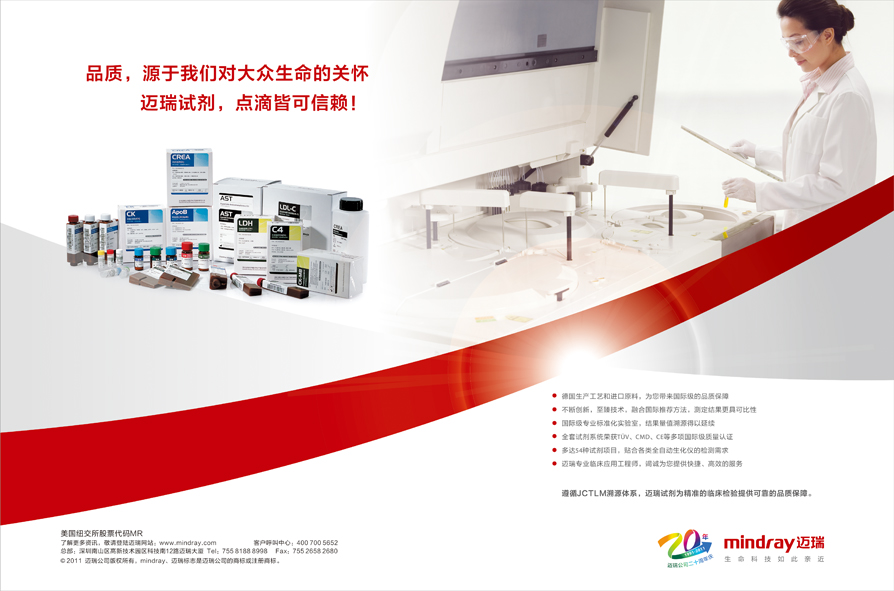 品质，源于我们对大众生命的关怀
迈瑞试剂，点滴皆可信赖！
CREA
CK
ApoB
AST
AST
LDL-C
LDH
C4
CREA
CK-MB
德国生产工艺和进口原料，为您带来国际级的品质保障
不断创新，至臻技术，融合国际推荐方法，测定结果更具可比性
国际级专业标准化实验室，结果量值溯源得以延续
全套试剂系统荣获TÜV、CMD、CE等多项国际级质量认证
多达54种试剂项目，贴合各类全自动生化仪的检测需求
迈瑞专业临床应用工程师，竭诚为您提供快捷、高效的服务
遵循JCTLM溯源体系，迈瑞试剂为精准的临床检验提供可靠的品质保障。
美国纽交所股票代码MR
了解更多资讯，敬请登陆迈瑞网站：www.mindray.com 客户呼叫中心：400 700 5652
总部：深圳南山区高新技术园区科技南12路迈瑞大厦 Tel：755 8188 8998 Fax：755 2658 2680
© 2011 迈瑞公司版权所有，mindray、迈瑞标志是迈瑞公司的商标或注册商标。
20年
1991-2011
迈瑞公司二十周年庆
mindray迈瑞
生命科技如此亲近